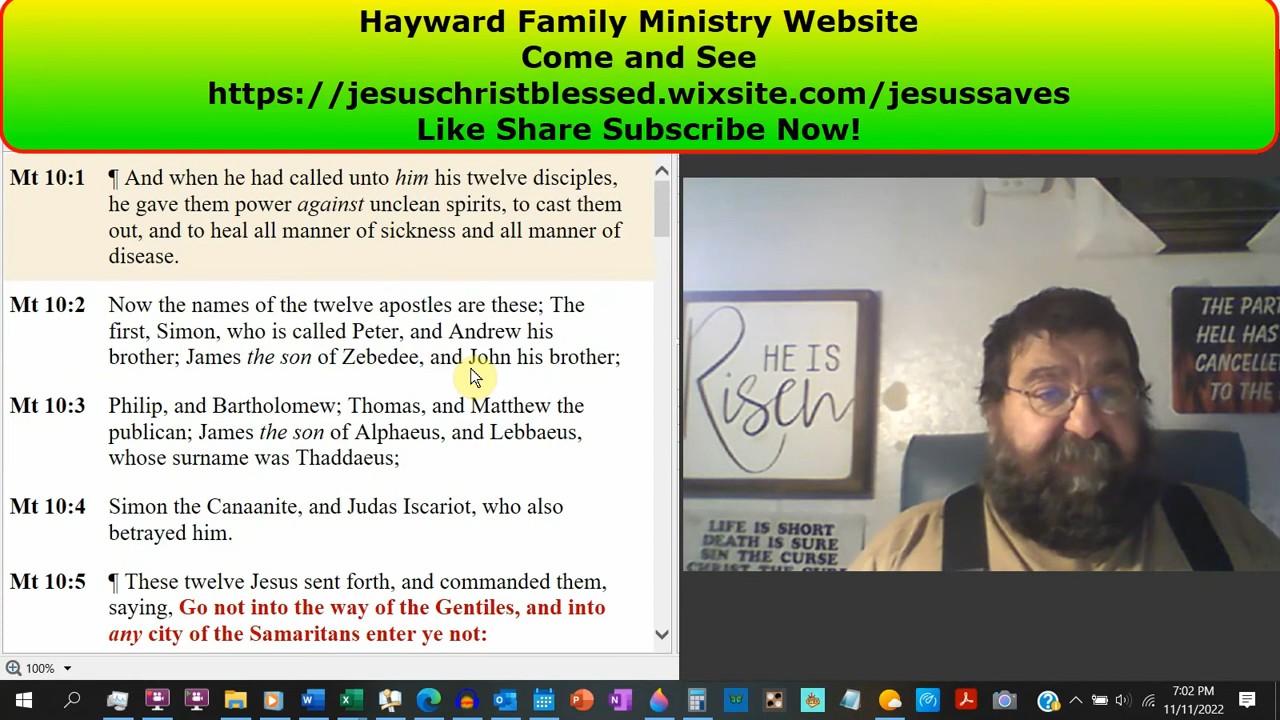 Hayward Family Ministry Website
Come and See
https://jesuschristblessed.wixsite.com/jesussaves
Like Share Subscribe Now!
Mt 10:1 ¶ And when he had called unto him his twelve disciples,
he gave them power against unclean spirits, to cast them
out, and to heal all manner of sickness and all manner of
disease.
Mt 10:2 Now the names of the twelve apostles are these; The
first, Simon, who is called Peter, and Andrew his
brother; James the son of Zebedee, and John his brother;
Mt 10:3 Philip, and Bartholomew; Thomas, and Matthew the
publican; James the son of Alphaeus, and Lebbaeus,
whose surname was Thaddaeus;
Mt 10:4 Simon the Canaanite, and Judas Iscariot, who also
betrayed him.
Mt 10:5 ¶ These twelve Jesus sent forth, and commanded them,
saying, Go not into the way of the Gentiles, and into
any city of the Samaritans enter ye not:
HE IS
Risen
THE PART
HELL HAS
CANCELLE
TO THE
LIFE IS SHORT
DEATH IS SURE
SIN THE CURSE
CHRIST THE CURE
100%
7:02 PM
11/11/2022